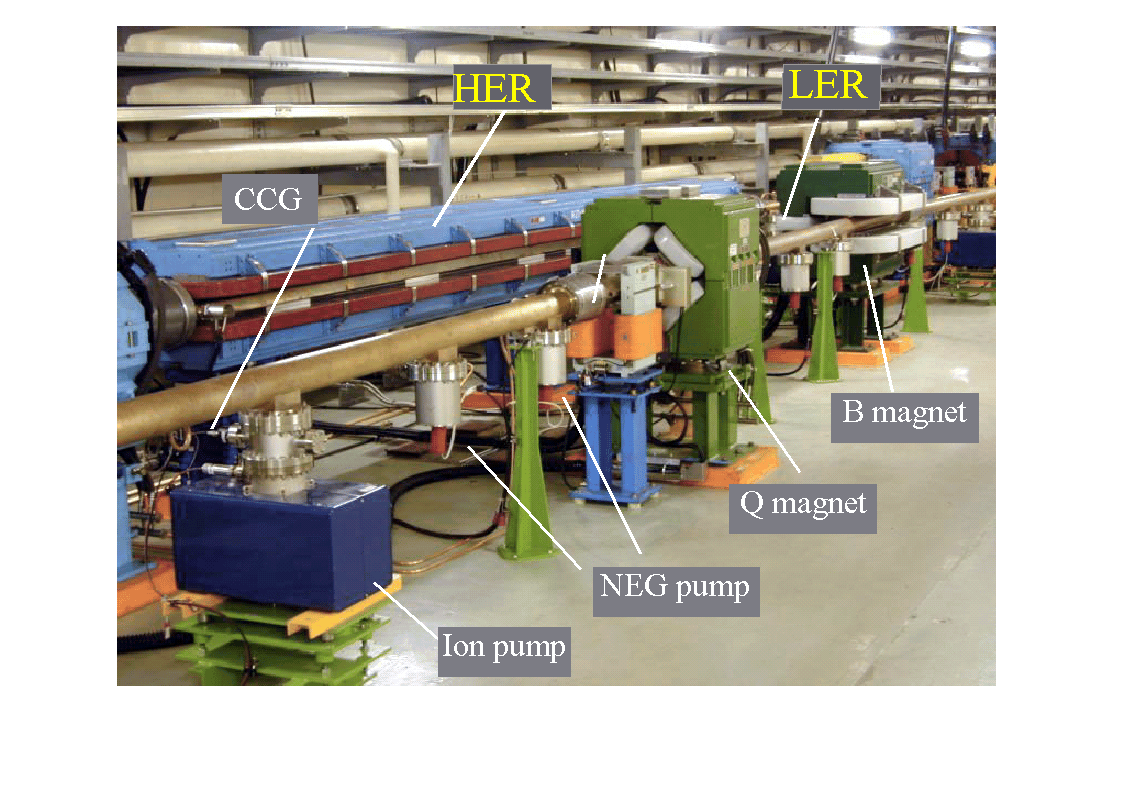 HER
LER
CCG
B magnet
Q magnet
NEG pump
Ion pump